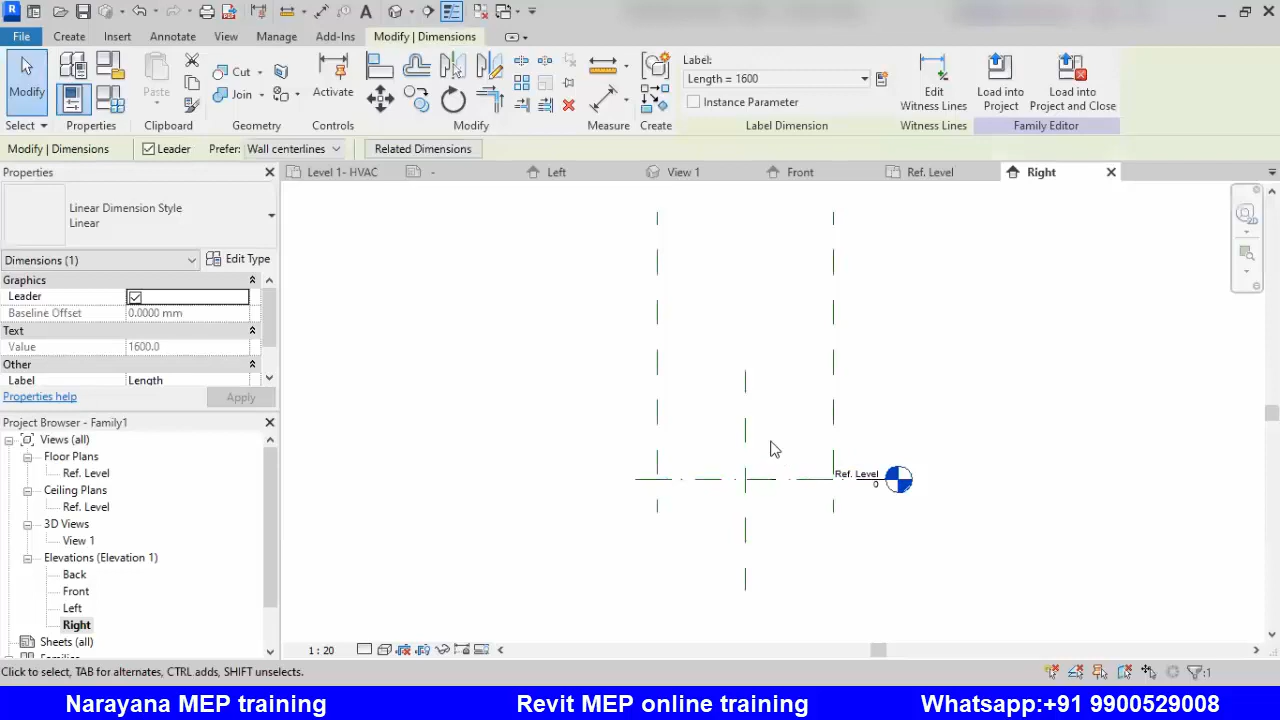 File
Create
Insert
Annotate
View
Manage
Add-Ins
Modify | Dimensions
Modify
Paste
Cut
Join
Activate
Label:
Length = 1600
Instance Parameter
Edit
Witness Lines
Load into
Project
Load into
Project and Close
Select
Properties
Clipboard
Geometry
Controls
Modify
Measure
Create
Label Dimension
Witness Lines
Family Editor
Modify | Dimensions
Leader
Prefer:
Wall centerlines
Related Dimensions
Properties
Level 1- HVAC
-
Left
View 1
Front
Ref. Level
Right
Linear Dimension Style
Linear
Dimensions (1)
Edit Type
Graphics
Leader
Baseline Offset
0.0000 mm
Text
Value
1600.0
Other
Label
Length
Properties help
Apply
Project Browser - Family1
Views (all)
Floor Plans
Ref. Level
Ceiling Plans
Ref. Level
3D Views
View 1
Elevations (Elevation 1)
Back
Front
Left
Right
Sheets (all)
Ref. Level
0
2D
1 : 20
Click to select, TAB for alternates, CTRL adds, SHIFT unselects.
:1
Narayana MEP training
Revit MEP online training
Whatsapp:+91 9900529008